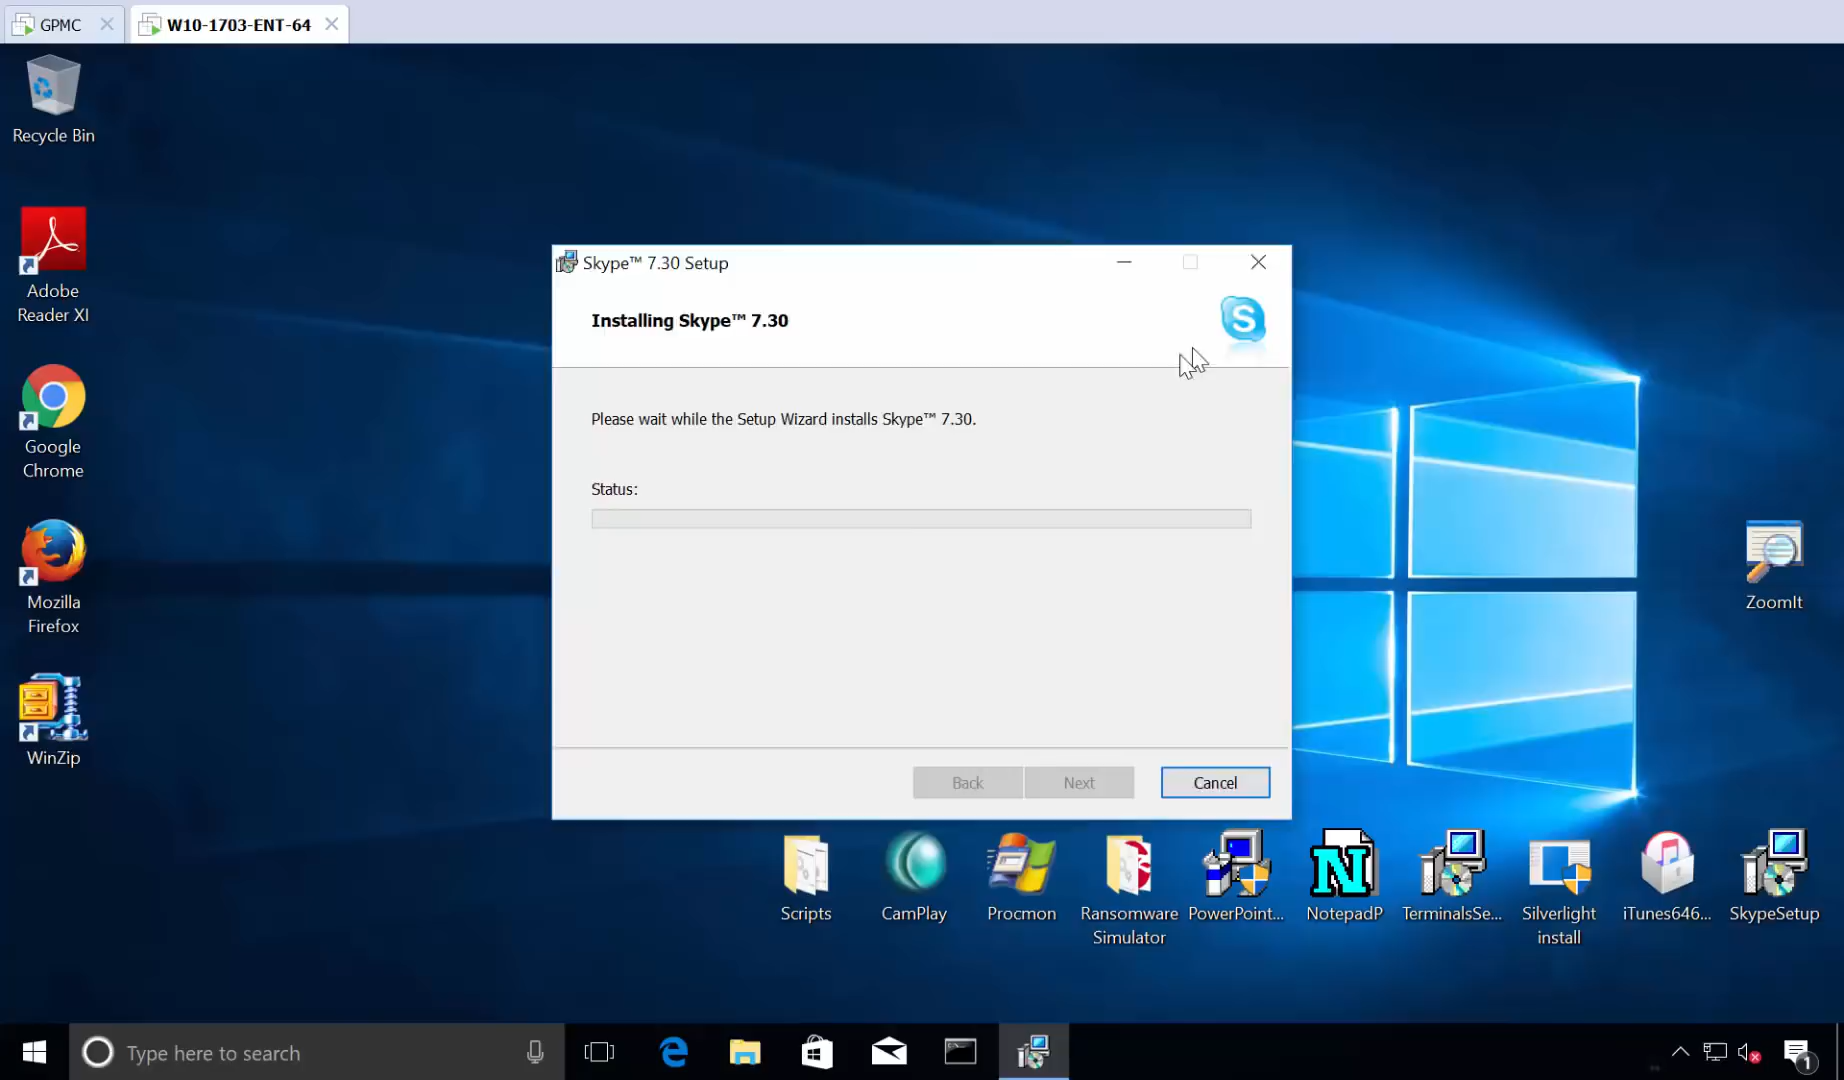 GPMC
W10-1703-ENT-64
Recycle Bin
Adobe
Reader XI
Google
Chrome
Mozilla
Firefox
WinZip
Skype™ 7.30 Setup
Installing Skype™ 7.30
S
Please wait while the Setup Wizard installs Skype™ 7.30.
Status:
Back
Next
Cancel
ZoomIt
Scripts
CamPlay
Procmon
Ransomware
Simulator
PowerPoint...
N
NotepadP
TerminalsSe...
Silverlight
install
iTunes646...
SkypeSetup
Type here to search
1